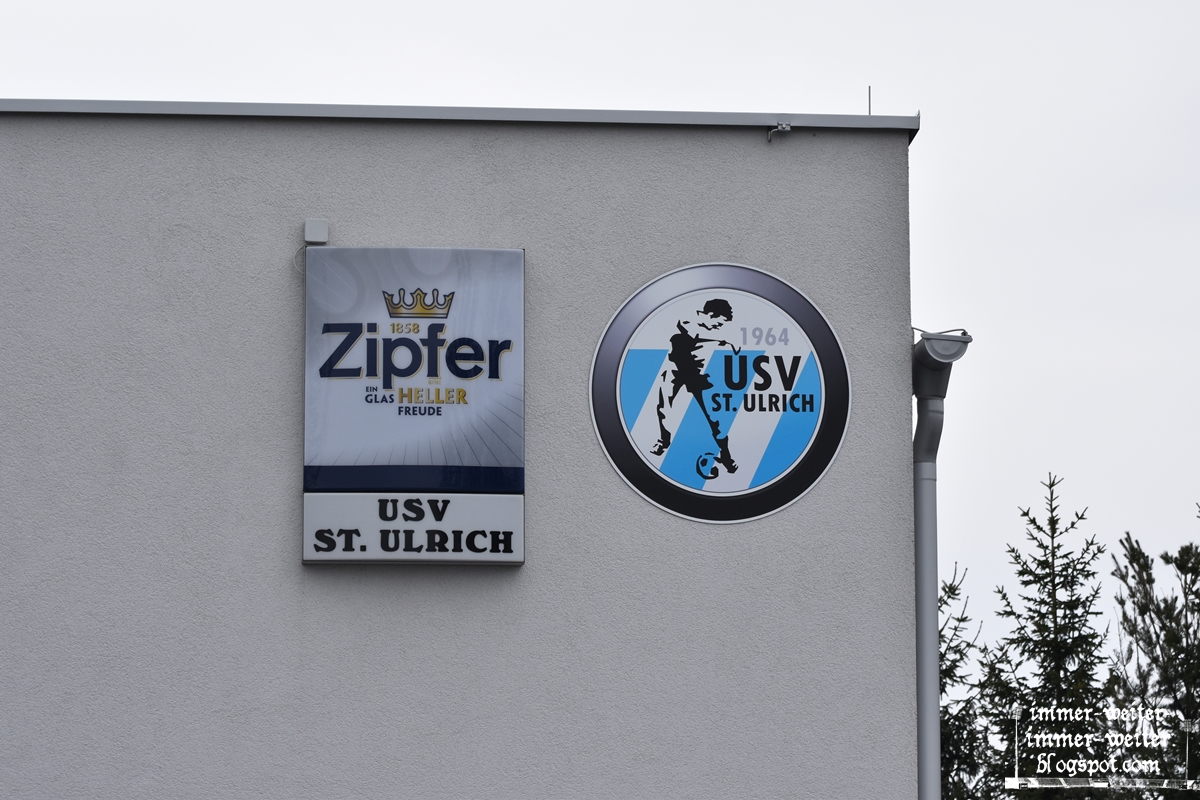 1858
Zipfer
EIN
GLAS HELLER
FREUDE
USV
ST. ULRICH
1964
USV
ST. ULRICH
immer-weiter-
immer-weiter
blogspot.com